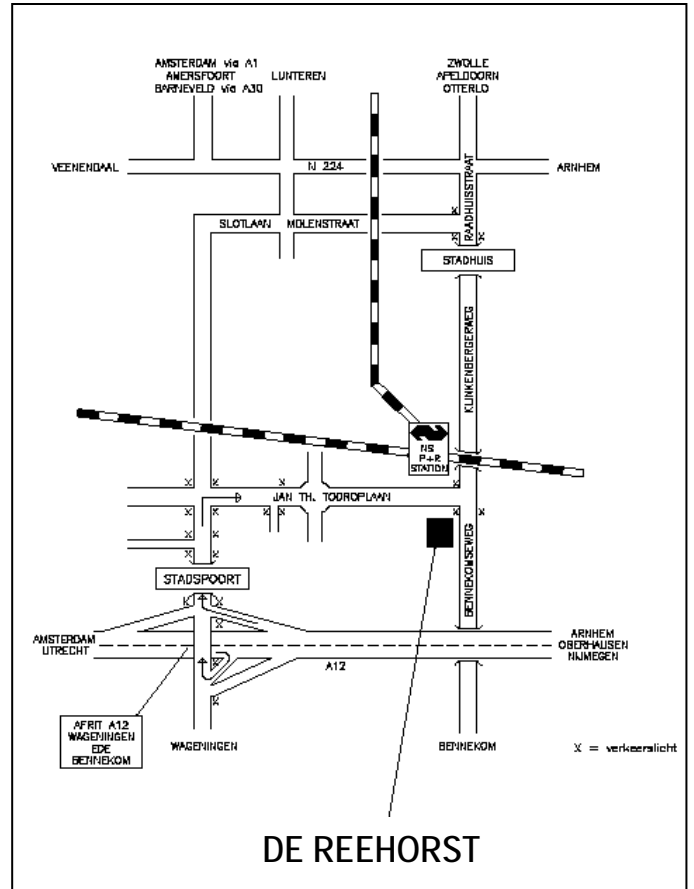 AMSTERDAM via A1
AMERSFOORT
BARNEVELD via A30
LUNTEREN
ZWOLLE
APELDOORN
OTTERLO
VEENENDAAL
N 224
ARNHEM
RAADHUISSTRAAT
SLOTLAAN MOLENSTRAAT
STADHUIS
KLINKENBERGERWEG
NS
P+R
STATION
JAN TH. TOOROPLAAN
BENNEKOMSEWEG
STADSPOORT
AMSTERDAM
UTRECHT
ARNHEM
OBERHAUSEN
NIJMEGEN
A12
AFRIT A12
WAGENINGEN
EDE
BENNEKOM
WAGENINGEN
BENNEKOM
X = verkeerslicht
DE REEHORST